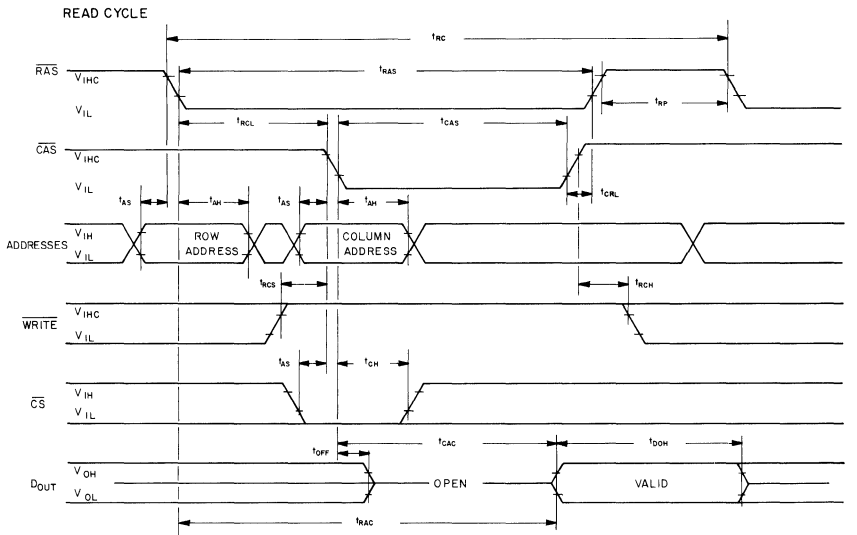 READ CYCLE
tRC
RAS
VIHC
VIL
tRAS
tRP
tRCL
tCAS
CAS
VIHC
VIL
tCRL
tAS
tAH
tAS
tAH
ADDRESSES
VIH
VIL
ROW
ADDRESS
COLUMN
ADDRESS
tRCS
tRCH
WRITE
VIHC
VIL
tAS
tCH
CS
VIH
VIL
tOFF
tCAC
tDOH
DOUT
VOH
VOL
OPEN
VALID
tRAC